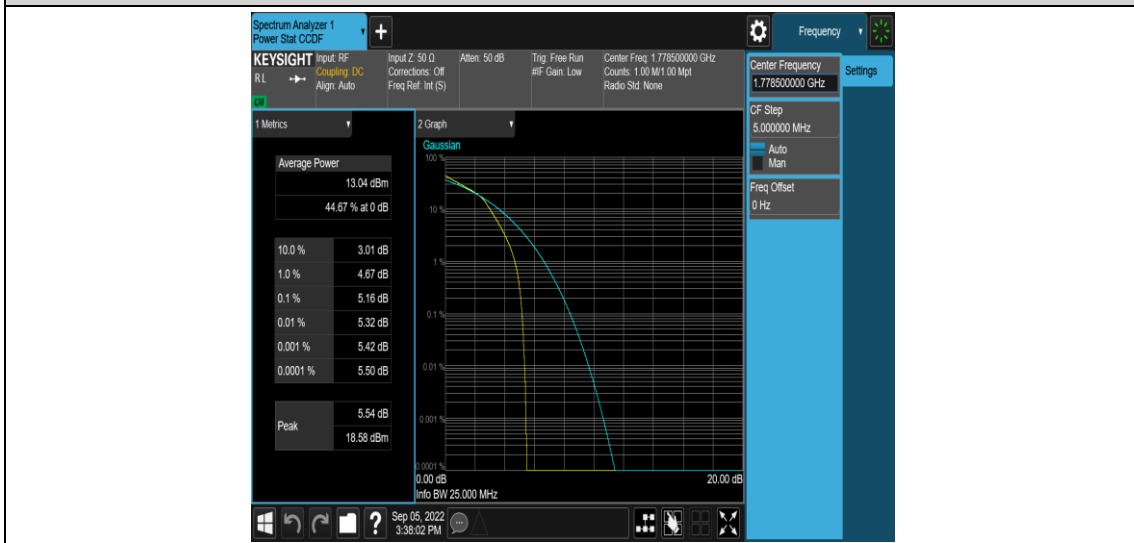 Spectrum Analyzer 1
Power Stat CCDF
+
Frequency
KEYSIGHT
RL
LXI
Input: RF
Coupling: DC
Align: Auto
Input Z: 50 Ω
Corrections: Off
Freq Ref: Int (S)
Atten: 50 dB
Trig: Free Run
#IF Gain: Low
Center Freq: 1.778500000 GHz
Counts: 1.00 M/1.00 Mpt
Radio Std: None
Center Frequency
1.778500000 GHz
Settings
CF Step
5.000000 MHz
Auto
Man
Freq Offset
0 Hz
1 Metrics
Average Power
13.04 dBm
44.67 % at 0 dB
10.0 % 3.01 dB
1.0 % 4.67 dB
0.1 % 5.16 dB
0.01 % 5.32 dB
0.001 % 5.42 dB
0.0001 % 5.50 dB
Peak
5.54 dB
18.58 dBm
2 Graph
Gaussian
100 %
10 %
1 %
0.1 %
0.01 %
0.001 %
0.0001 %
0.00 dB 20.00 dB
Info BW 25.000 MHz
?
Sep 05, 2022
3:38:02 PM